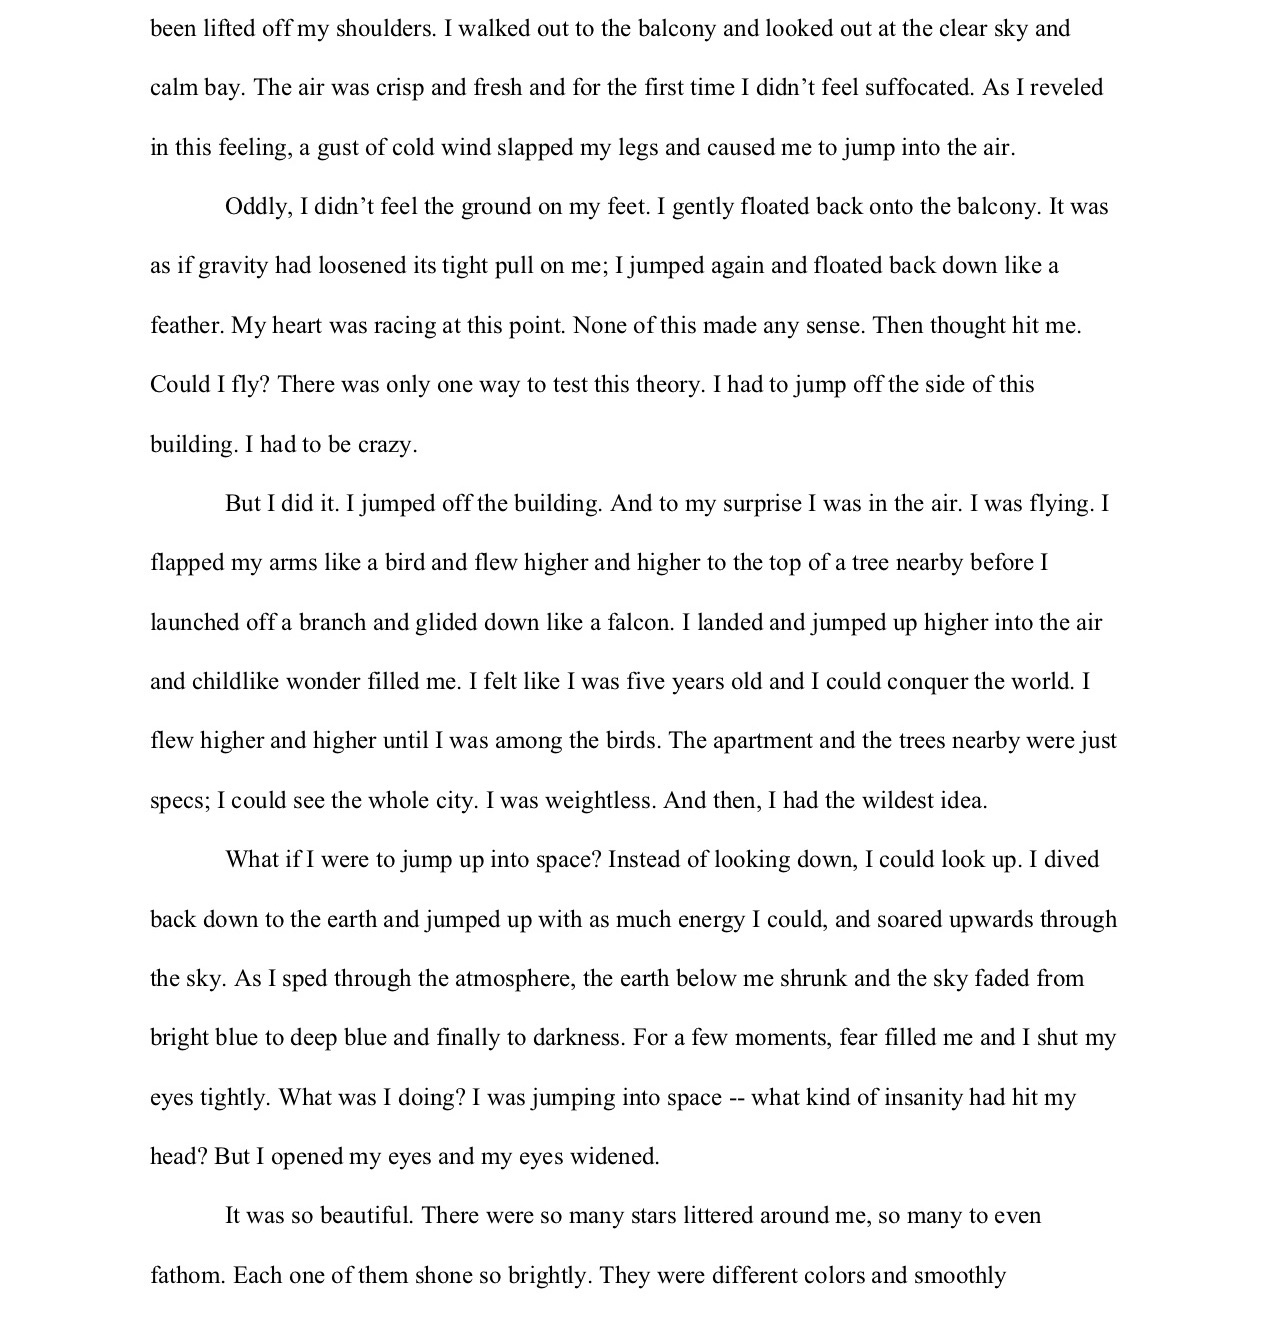 been lifted off my shoulders. I walked out to the balcony and looked out at the clear sky and
calm bay. The air was crisp and fresh and for the first time I didn’t feel suffocated. As I reveled
in this feeling, a gust of cold wind slapped my legs and caused me to jump into the air.
Oddly, I didn’t feel the ground on my feet. I gently floated back onto the balcony. It was
as if gravity had loosened its tight pull on me; I jumped again and floated back down like a
feather. My heart was racing at this point. None of this made any sense. Then thought hit me.
Could I fly? There was only one way to test this theory. I had to jump off the side of this
building. I had to be crazy.
But I did it. I jumped off the building. And to my surprise I was in the air. I was flying. I
flapped my arms like a bird and flew higher and higher to the top of a tree nearby before I
launched off a branch and glided down like a falcon. I landed and jumped up higher into the air
and childlike wonder filled me. I felt like I was five years old and I could conquer the world. I
flew higher and higher until I was among the birds. The apartment and the trees nearby were just
specs; I could see the whole city. I was weightless. And then, I had the wildest idea.
What if I were to jump up into space? Instead of looking down, I could look up. I dived
back down to the earth and jumped up with as much energy I could, and soared upwards through
the sky. As I sped through the atmosphere, the earth below me shrunk and the sky faded from
bright blue to deep blue and finally to darkness. For a few moments, fear filled me and I shut my
eyes tightly. What was I doing? I was jumping into space -- what kind of insanity had hit my
head? But I opened my eyes and my eyes widened.
It was so beautiful. There were so many stars littered around me, so many to even
fathom. Each one of them shone so brightly. They were different colors and smoothly